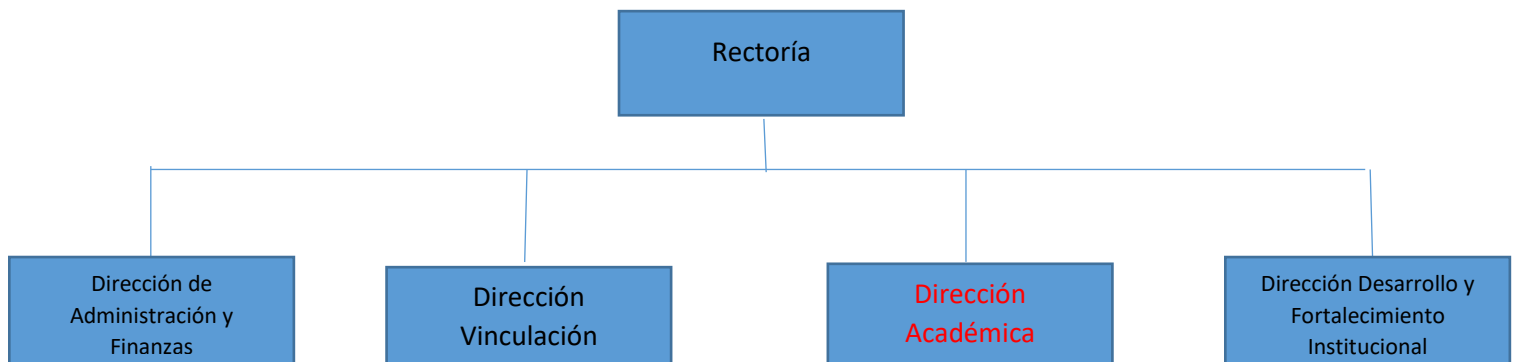 Rectoría
Dirección de
Administración y
Finanzas
Dirección
Vinculación
Dirección
Académica
Dirección Desarrollo y
Fortalecimiento
Institucional